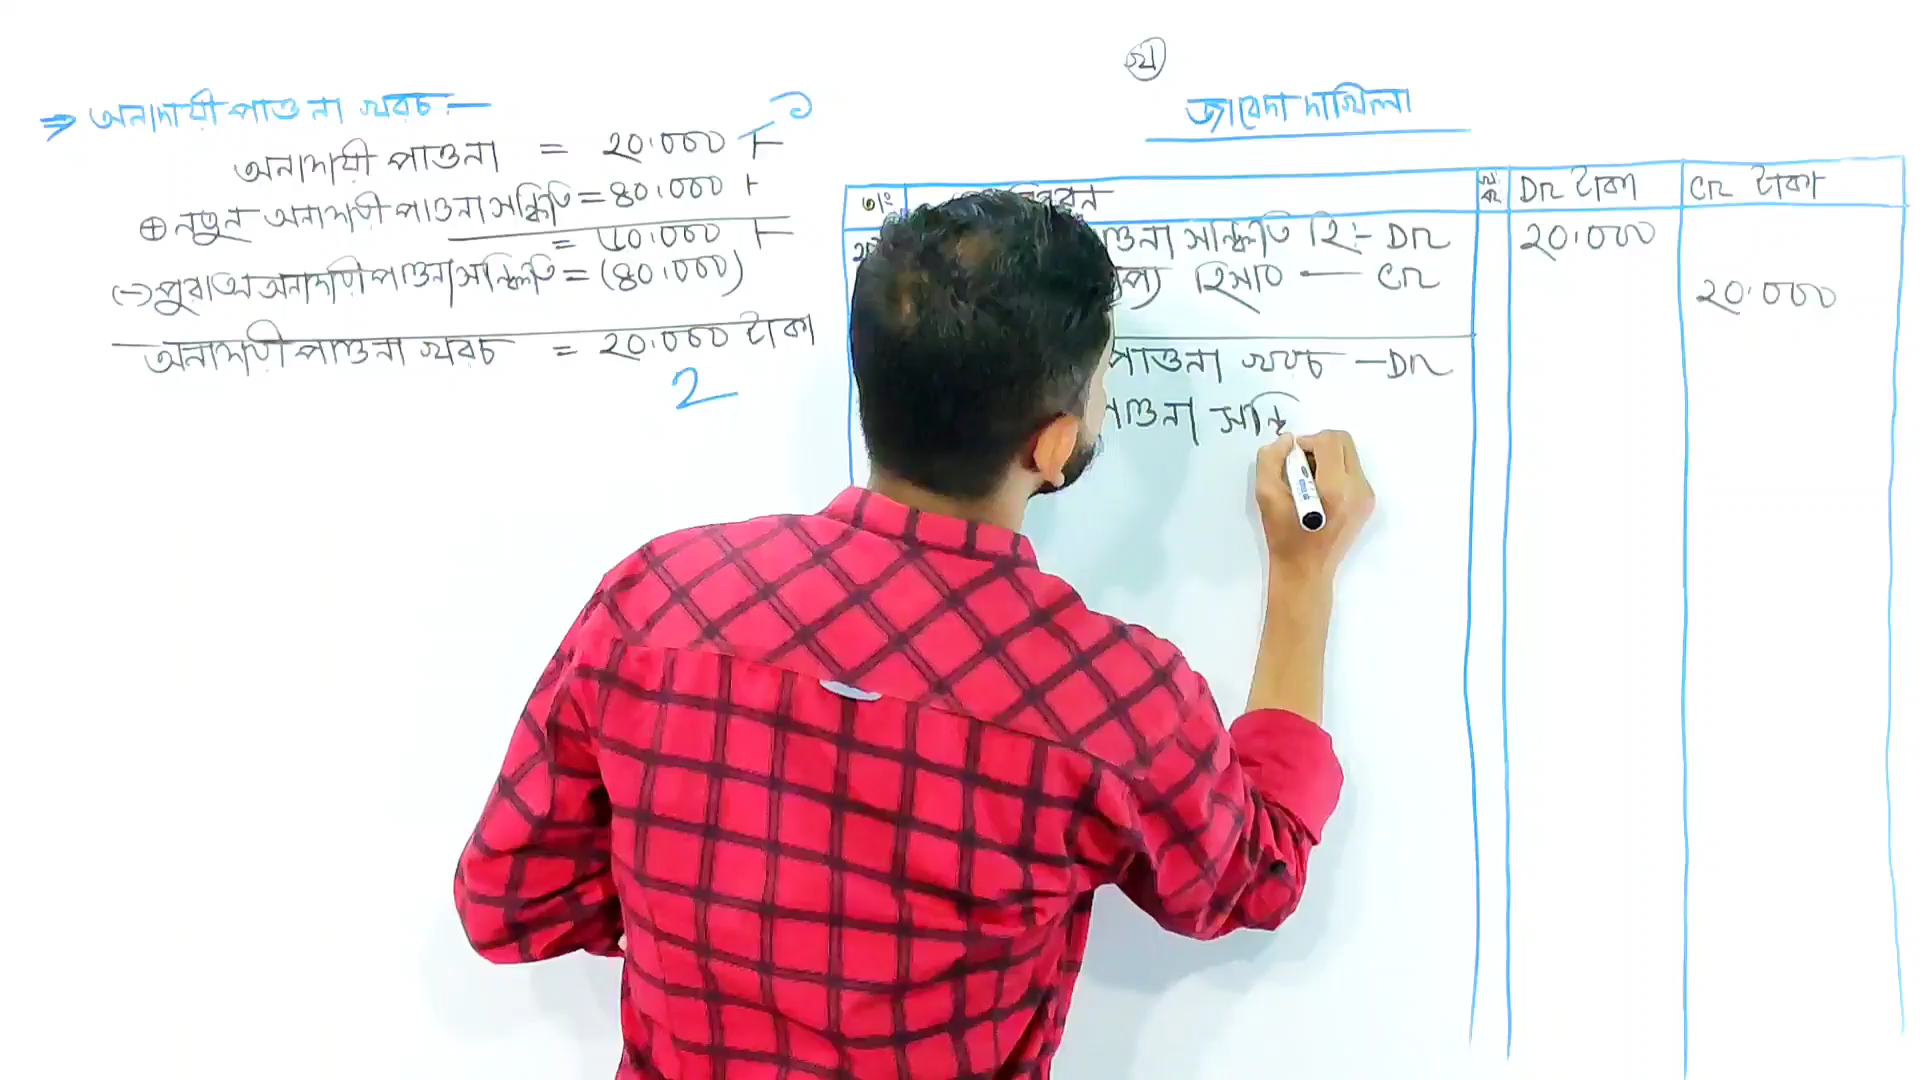 ⇒ অনাদায়ী পাওনা খরচ :—
অনাদায়ী পাওনা = ২০,০০০ ৳
⊕ নতুন অনাদায়ী পাওনা সঞ্চিতি = ৪০,০০০ ৳
= ৬০,০০০ ৳
(-) পুরাতন অনাদায়ী পাওনা সঞ্চিতি = (৪০,০০০)
অনাদায়ী পাওনা খরচ = ২০,০০০ টাকা
2
খ
জাবেদা দাখিলা
তাং বিবরন খঃ পৃঃ DR টাকা CR টাকা
পাওনা সঞ্চিতি হি:- DR ২০,০০০
প্য হিসাব — CR ২০,০০০
পাওনা খরচ — DR
পাওনা সঞ্চি